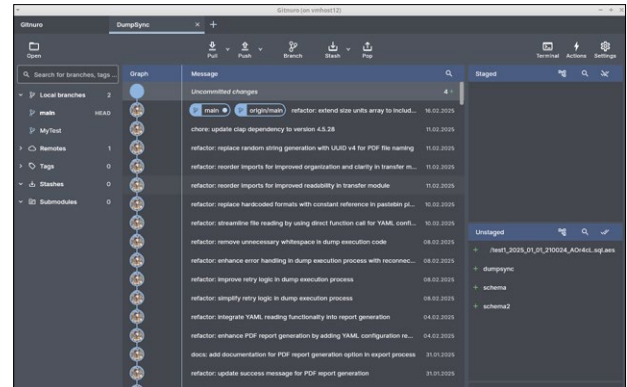 Gitnuro (on vmhost12)
Gitnuro
DumpSync
Open
Pull
Push
Branch
Stash
Pop
Terminal
Actions
Settings
Search for branches, tags ...
Graph
Message
Staged
Local branches 2
main HEAD
MyTest
Remotes 1
Tags 0
Stashes 0
Submodules 0
Uncommitted changes 4
main origin/main refactor: extend size units array to includ... 16.02.2025
chore: update clap dependency to version 4.5.28 11.02.2025
refactor: replace random string generation with UUID v4 for PDF file naming 11.02.2025
refactor: reorder imports for improved organization and clarity in transfer m... 11.02.2025
refactor: reorder imports for improved readability in transfer module 11.02.2025
refactor: replace hardcoded formats with constant reference in pastebin pl... 10.02.2025
refactor: streamline file reading by using direct function call for YAML confi... 10.02.2025
refactor: remove unnecessary whitespace in dump execution code 08.02.2025
refactor: enhance error handling in dump execution process with reconnec... 08.02.2025
refactor: improve retry logic in dump execution process 08.02.2025
refactor: simplify retry logic in dump execution process 08.02.2025
refactor: integrate YAML reading functionality into report generation 04.02.2025
refactor: enhance PDF report generation by adding YAML configuration re... 04.02.2025
docs: add documentation for PDF report generation option in export process 31.01.2025
refactor: update success message for PDF report generation 31.01.2025
Unstaged
+ /test1_2025_01_01_210024_AOr4cL.sql.aes
+ dumpsync
+ schema
+ schema2